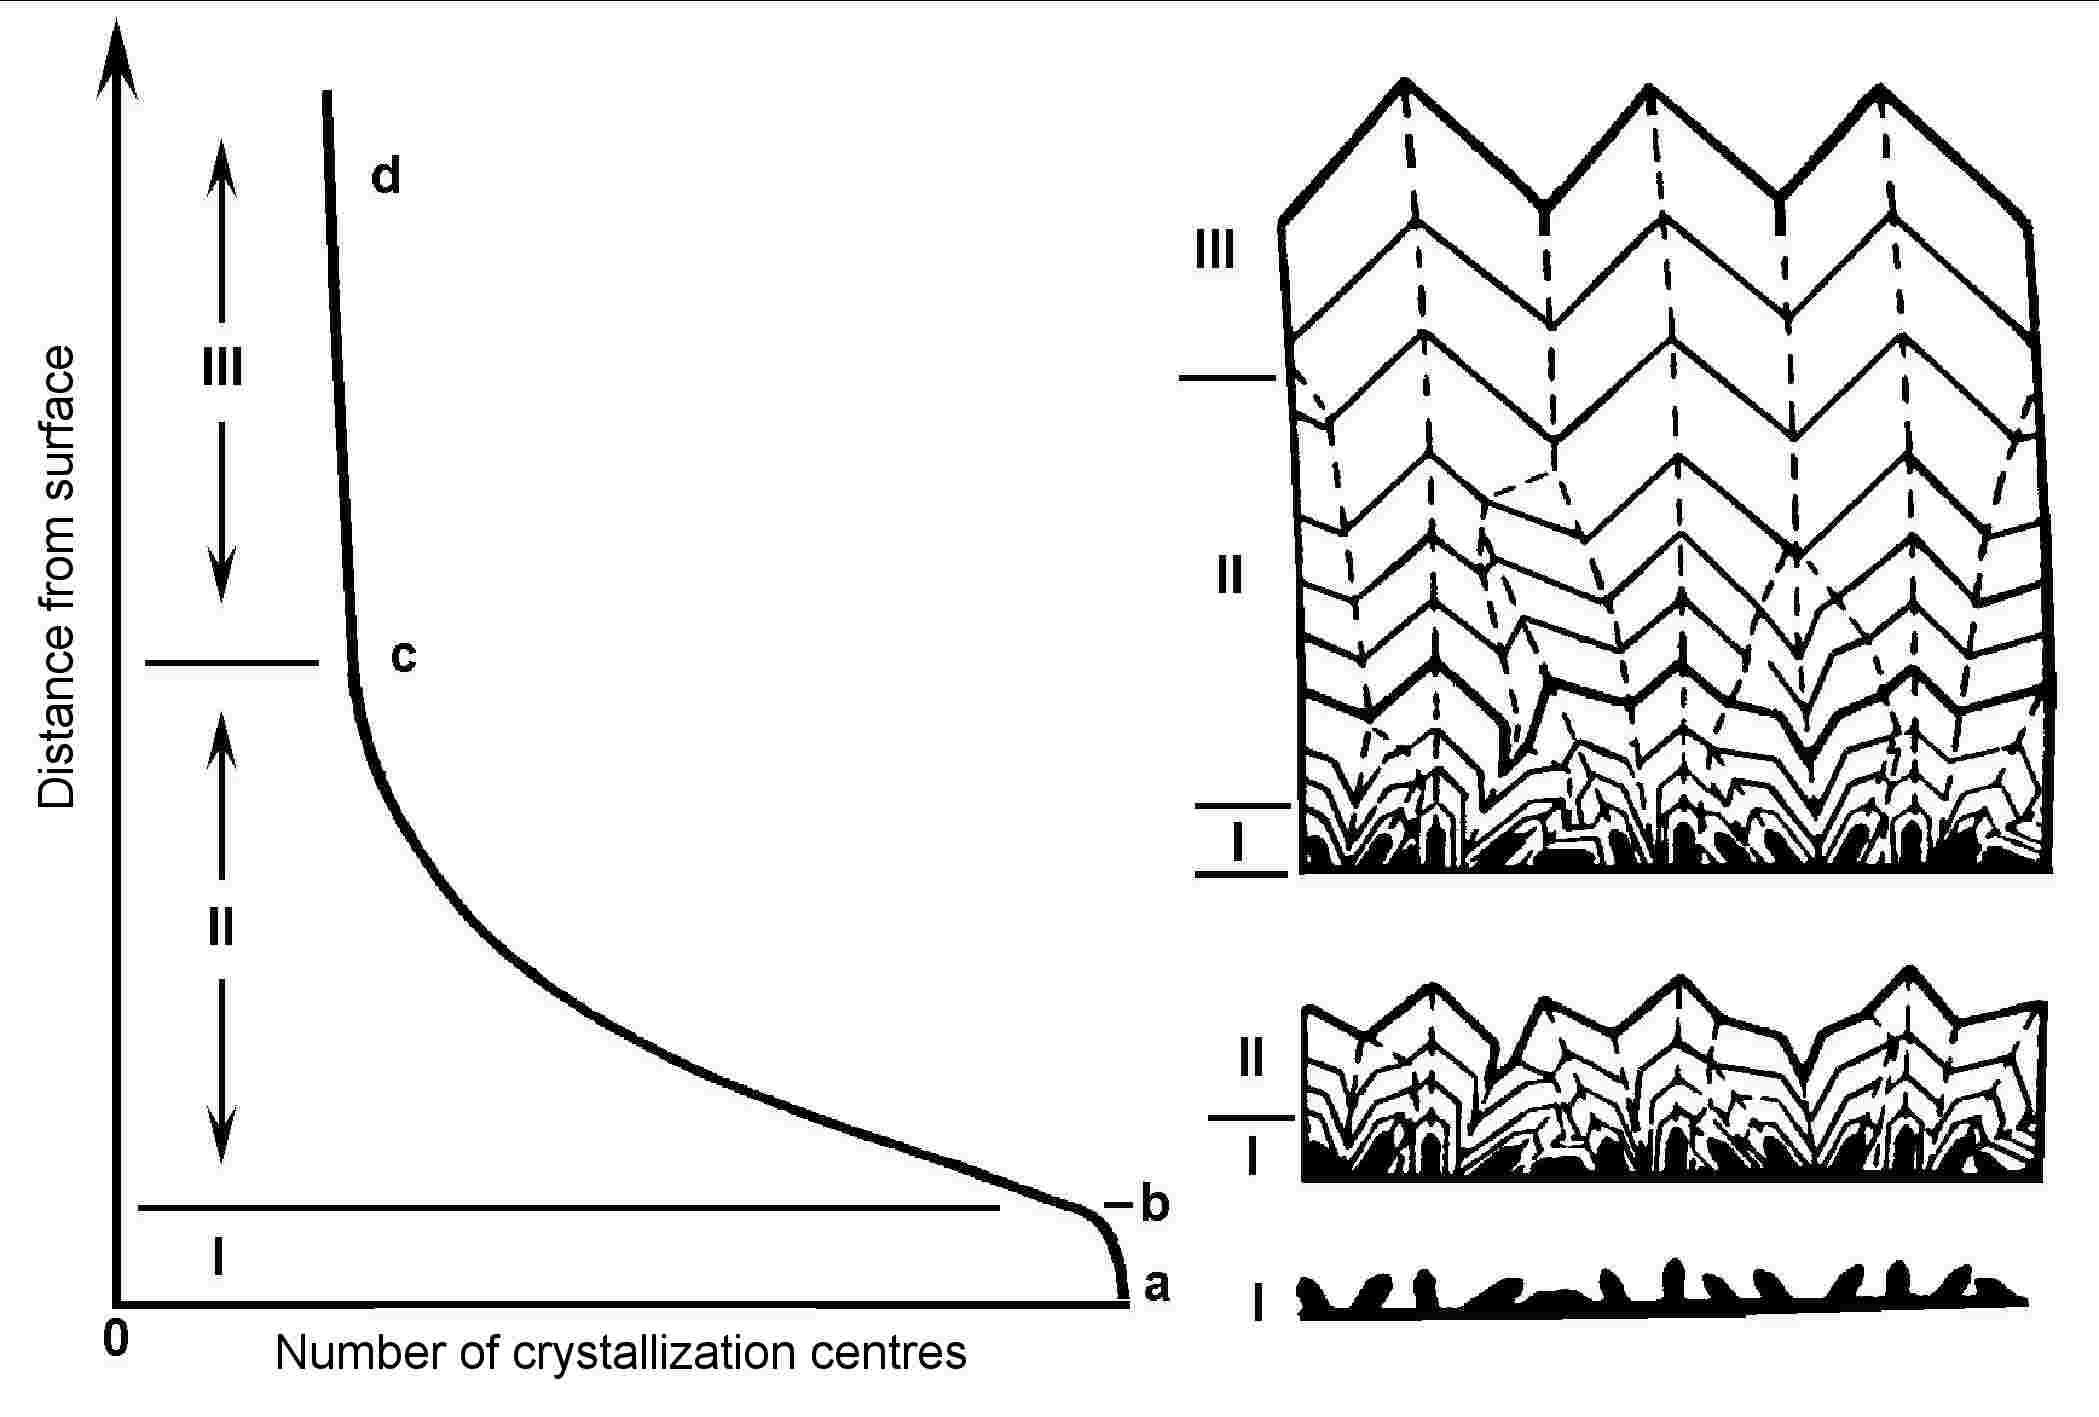 d
III
c
II
b
I
a
0
Distance from surface
Number of crystallization centres
III
II
I
II
I
I